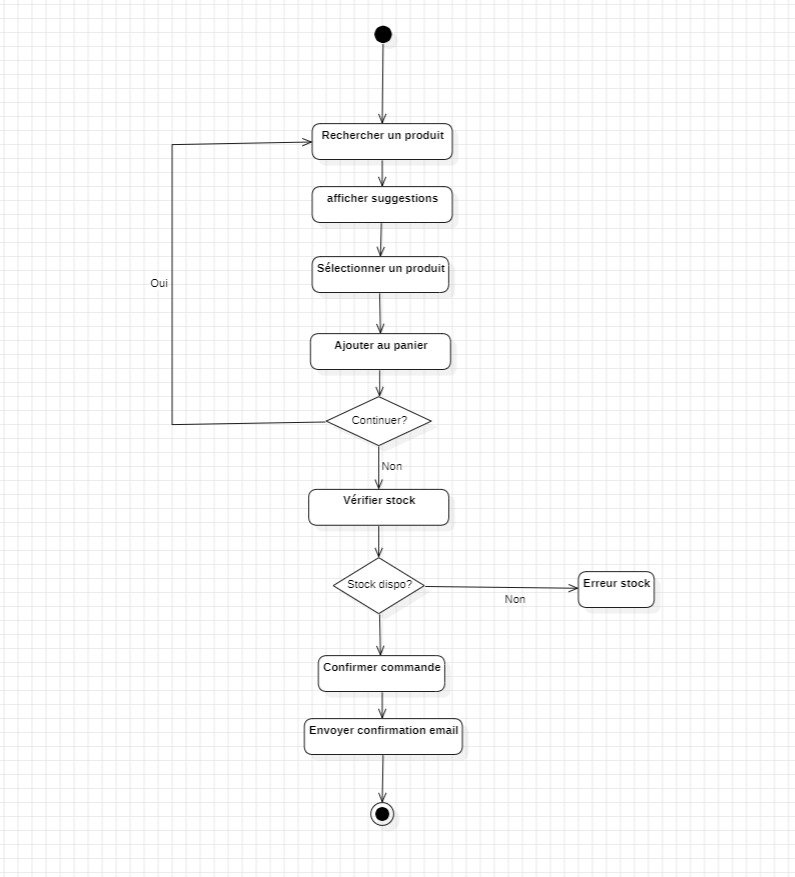 Rechercher un produit
afficher suggestions
Oui
Sélectionner un produit
Ajouter au panier
Continuer?
Non
Vérifier stock
Stock dispo?
Erreur stock
Non
Confirmer commande
Envoyer confirmation email